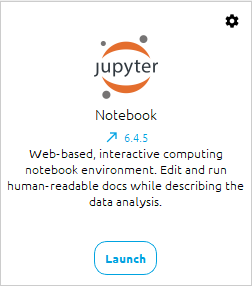 jupyter
Notebook
6.4.5
Web-based, interactive computing
notebook environment. Edit and run
human-readable docs while describing the
data analysis.
Launch